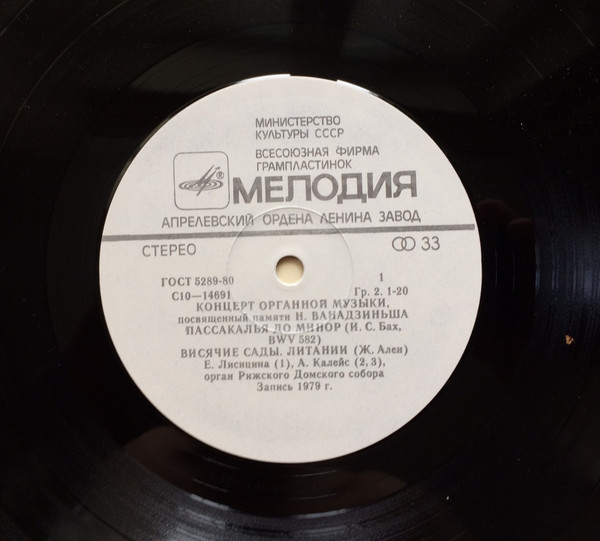 МИНИСТЕРСТВО
КУЛЬТУРЫ СССР
ВСЕСОЮЗНАЯ ФИРМА
ГРАМПЛАСТИНОК
® МЕЛОДИЯ
АПРЕЛЕВСКИЙ ОРДЕНА ЛЕНИНА ЗАВОД
СТЕРЕО 33
ГОСТ 5289-80 1
С10—14691 Гр. 2. 1-20
КОНЦЕРТ ОРГАННОЙ МУЗЫКИ,
посвященный памяти Н. ВАНАДЗИНЬША
ПАССАКАЛЬЯ ДО МИНОР (И. С. Бах,
BWV 582)
ВИСЯЧИЕ САДЫ. ЛИТАНИИ (Ж. Ален)
Е. Лисицина (1), А. Калейс (2, 3),
орган Рижского Домского собора
Запись 1979 г.